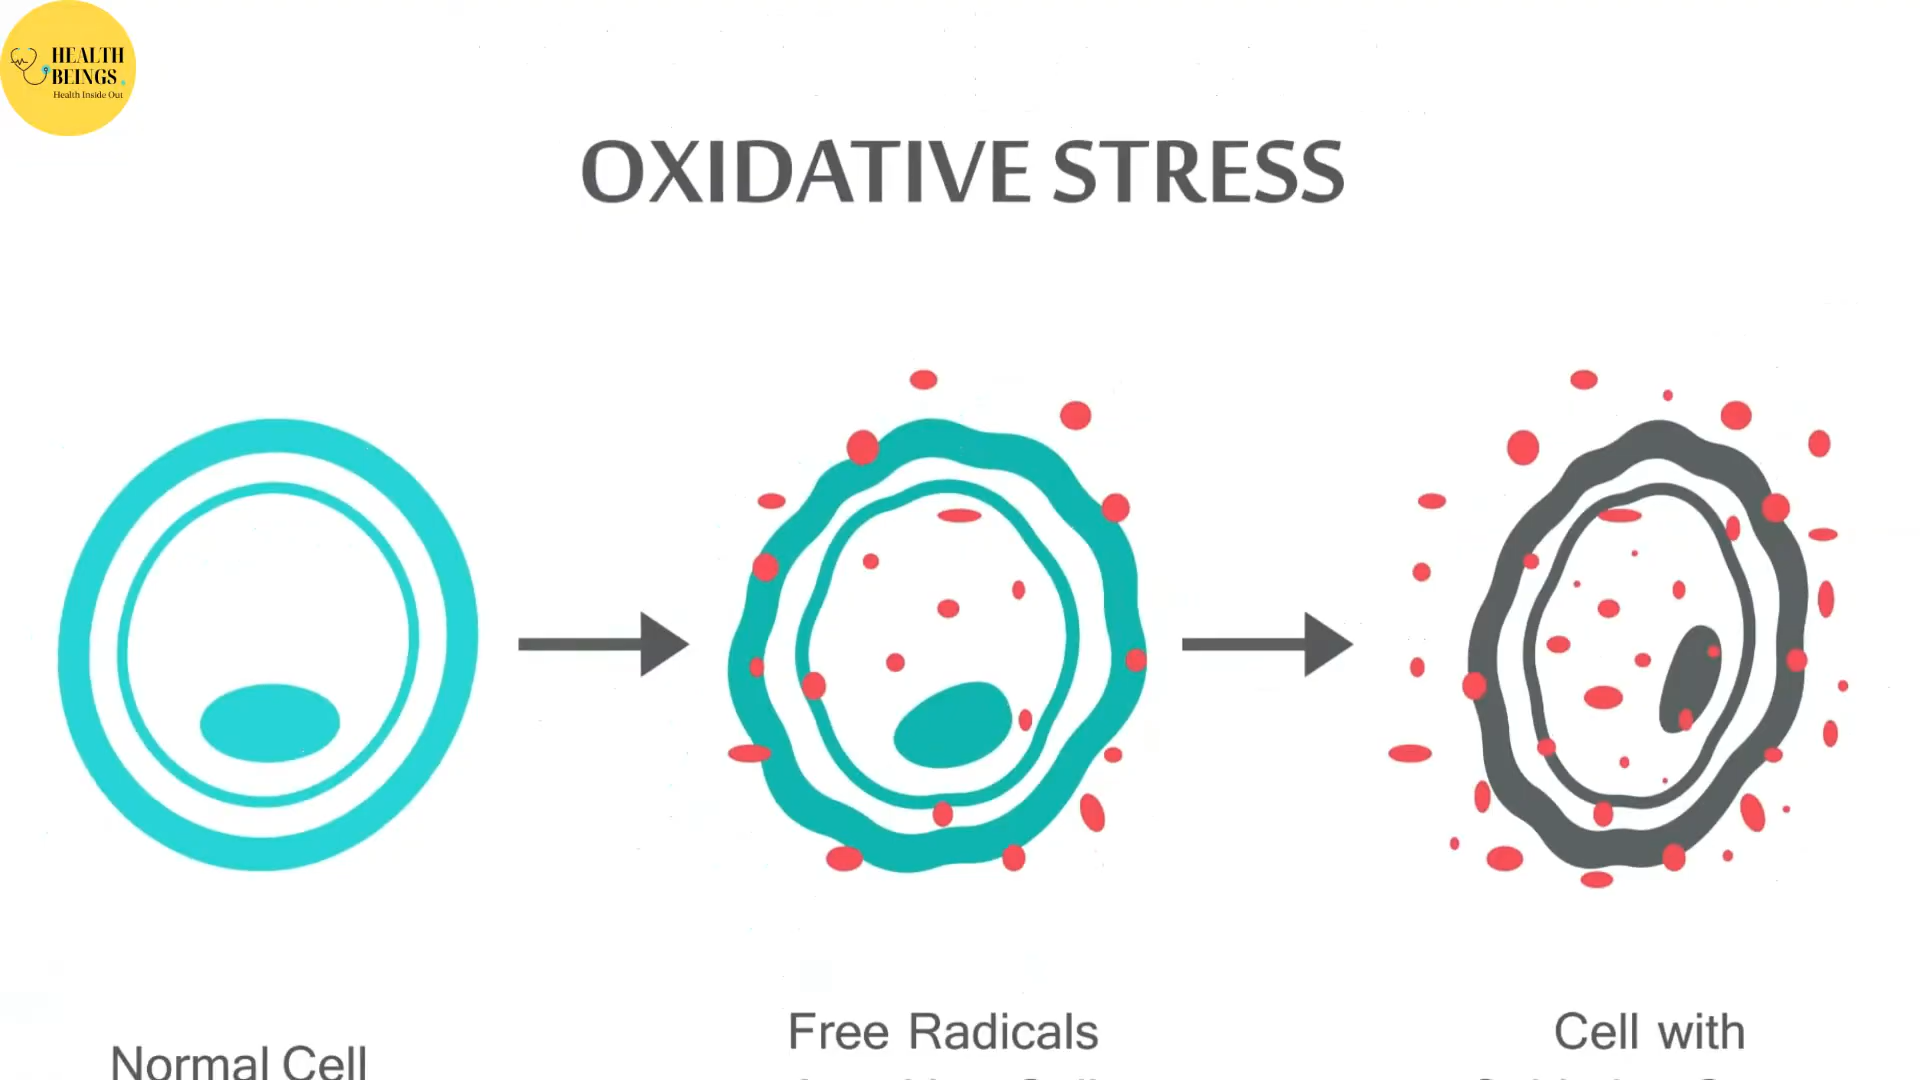 HEALTH
BEINGS
Health Inside Out
OXIDATIVE STRESS
Normal Cell
Free Radicals
Cell with